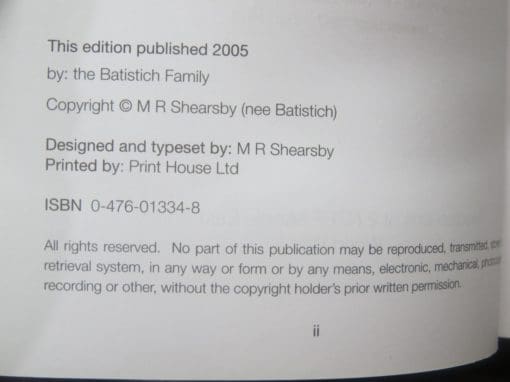 This edition published 2005
by: the Batistich Family
Copyright © M R Shearsby (nee Batistich)
Designed and typeset by: M R Shearsby
Printed by: Print House Ltd
ISBN 0-476-01334-8
All rights reserved. No part of this publication may be reproduced, transmitted,
retrieval system, in any way or form or by any means, electronic, mechanical,
recording or other, without the copyright holder's prior written permission.
ii